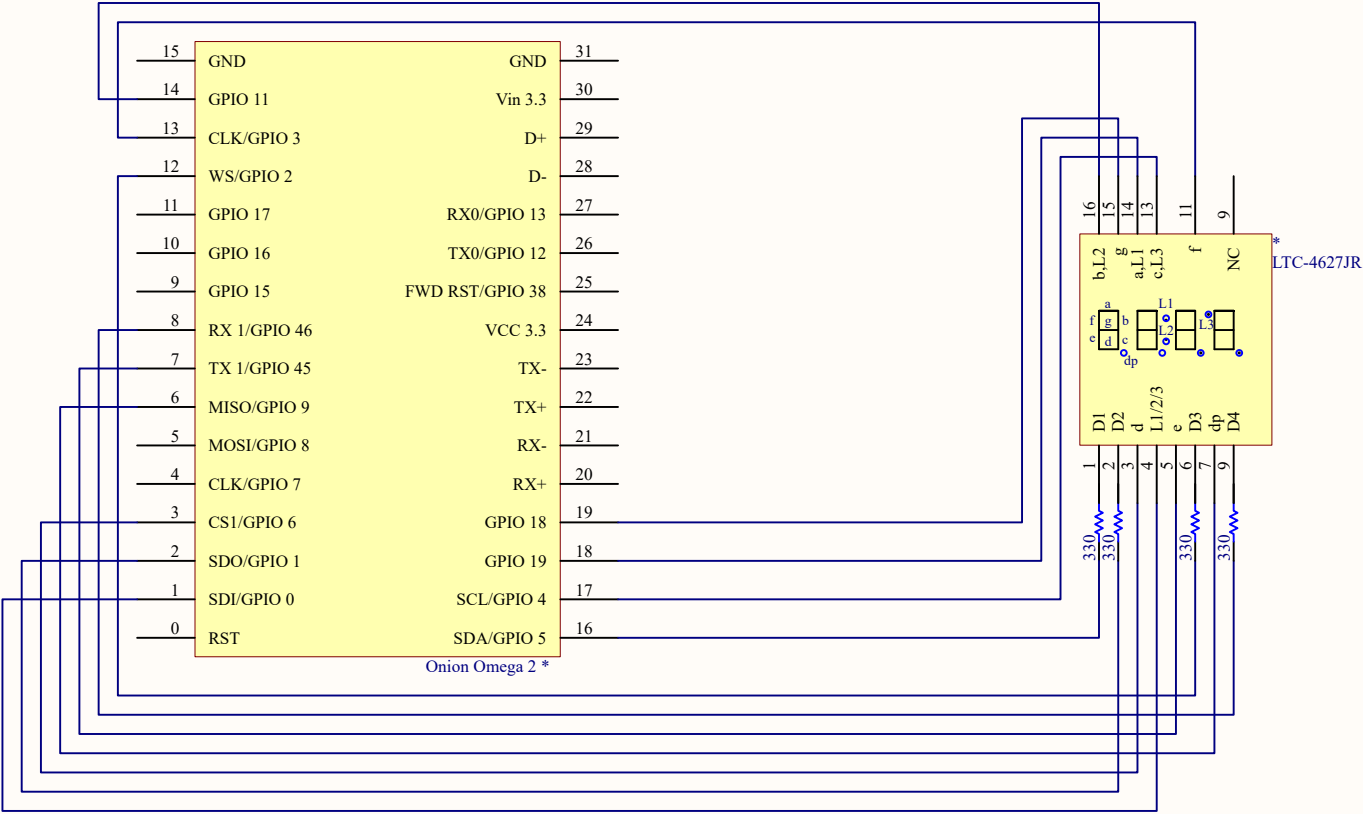 15 GND GND 31
14 GPIO 11 Vin 3.3 30
13 CLK/GPIO 3 D+ 29
12 WS/GPIO 2 D- 28
11 GPIO 17 RX0/GPIO 13 27
10 GPIO 16 TX0/GPIO 12 26
9 GPIO 15 FWD RST/GPIO 38 25
8 RX 1/GPIO 46 VCC 3.3 24
7 TX 1/GPIO 45 TX- 23
6 MISO/GPIO 9 TX+ 22
5 MOSI/GPIO 8 RX- 21
4 CLK/GPIO 7 RX+ 20
3 CS1/GPIO 6 GPIO 18 19
2 SDO/GPIO 1 GPIO 19 18
1 SDI/GPIO 0 SCL/GPIO 4 17
0 RST SDA/GPIO 5 16
Onion Omega 2 *
16 15 14 13 11 9
b,L2 g a,L1 c,L3 f NC
*
LTC-4627JR
a L1
f g b L3
L2
e d c
dp
D1 D2 d L1/2/3 e D3 dp D4
1 2 3 4 5 6 7 9
330 330 330 330